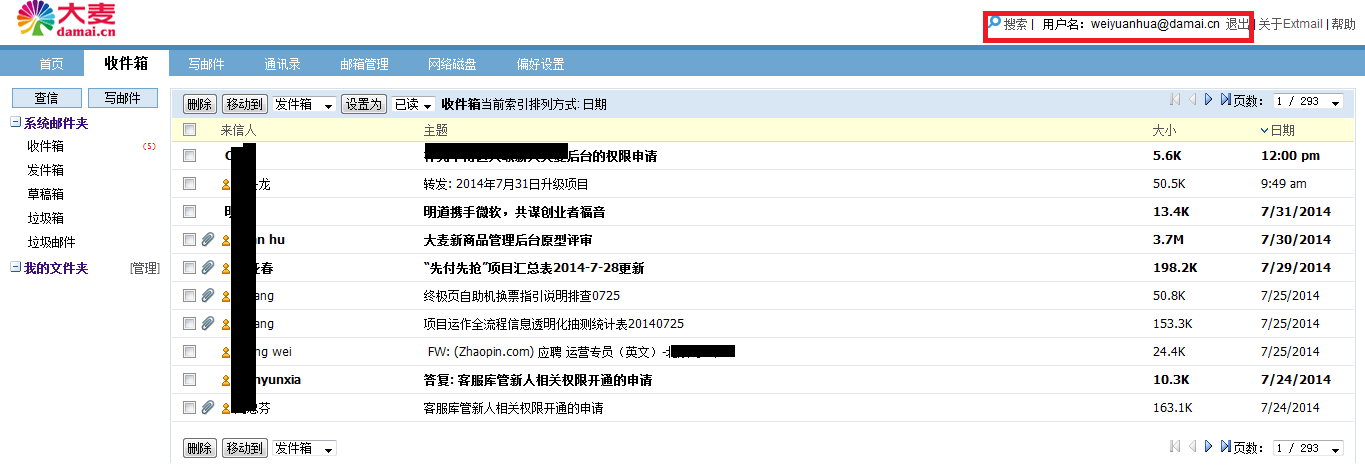 大麦
damai.cn
搜索 | 用户名：weiyuanhua@damai.cn 退出 | 关于Extmail | 帮助
首页 收件箱 写邮件 通讯录 邮箱管理 网络磁盘 偏好设置
查信 写邮件
系统邮件夹
收件箱 (5)
发件箱
草稿箱
垃圾箱
垃圾邮件
我的文件夹 [管理]
删除 移动到 发件箱 设置为 已读 收件箱当前索引排列方式: 日期 页数： 1 / 293
来信人 主题 大小 日期
后台的权限申请 5.6K 12:00 pm
龙 转发: 2014年7月31日升级项目 50.5K 9:49 am
明道携手微软，共谋创业者福音 13.4K 7/31/2014
n hu 大麦新商品管理后台原型评审 3.7M 7/30/2014
春 “先付先抢”项目汇总表2014-7-28更新 198.2K 7/29/2014
ang 终极页自助机换票指引说明排查0725 50.8K 7/25/2014
ang 项目运作全流程信息透明化抽测统计表20140725 153.3K 7/25/2014
ng wei FW: (Zhaopin.com) 应聘 运营专员（英文）- 24.4K 7/25/2014
nyunxia 答复: 客服库管新人相关权限开通的申请 10.3K 7/24/2014
芬 客服库管新人相关权限开通的申请 163.1K 7/24/2014
删除 移动到 发件箱 页数： 1 / 293